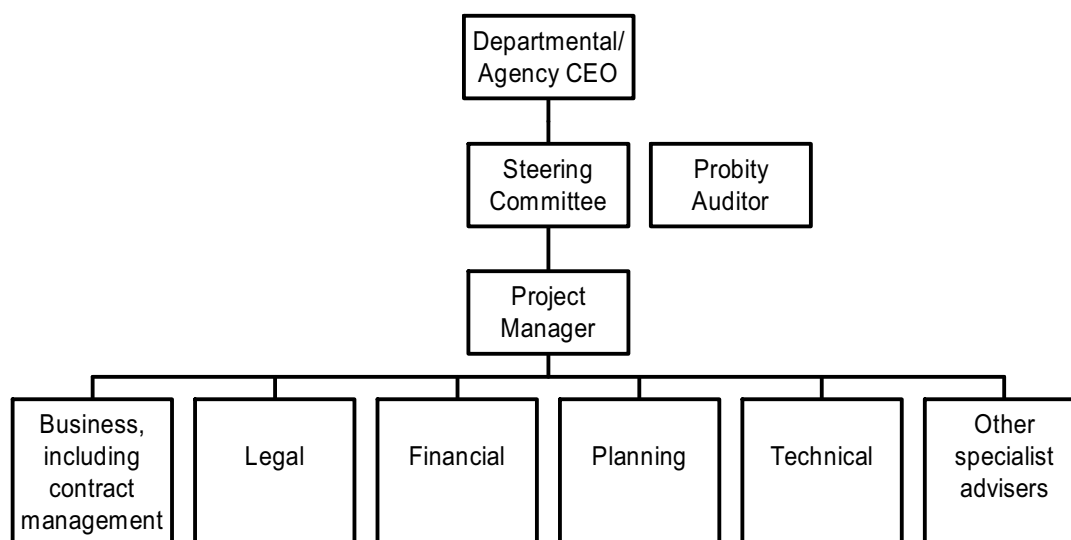 Departmental/
Agency CEO
Steering
Committee
Probity
Auditor
Project
Manager
Business,
including
contract
management
Legal
Financial
Planning
Technical
Other
specialist
advisers